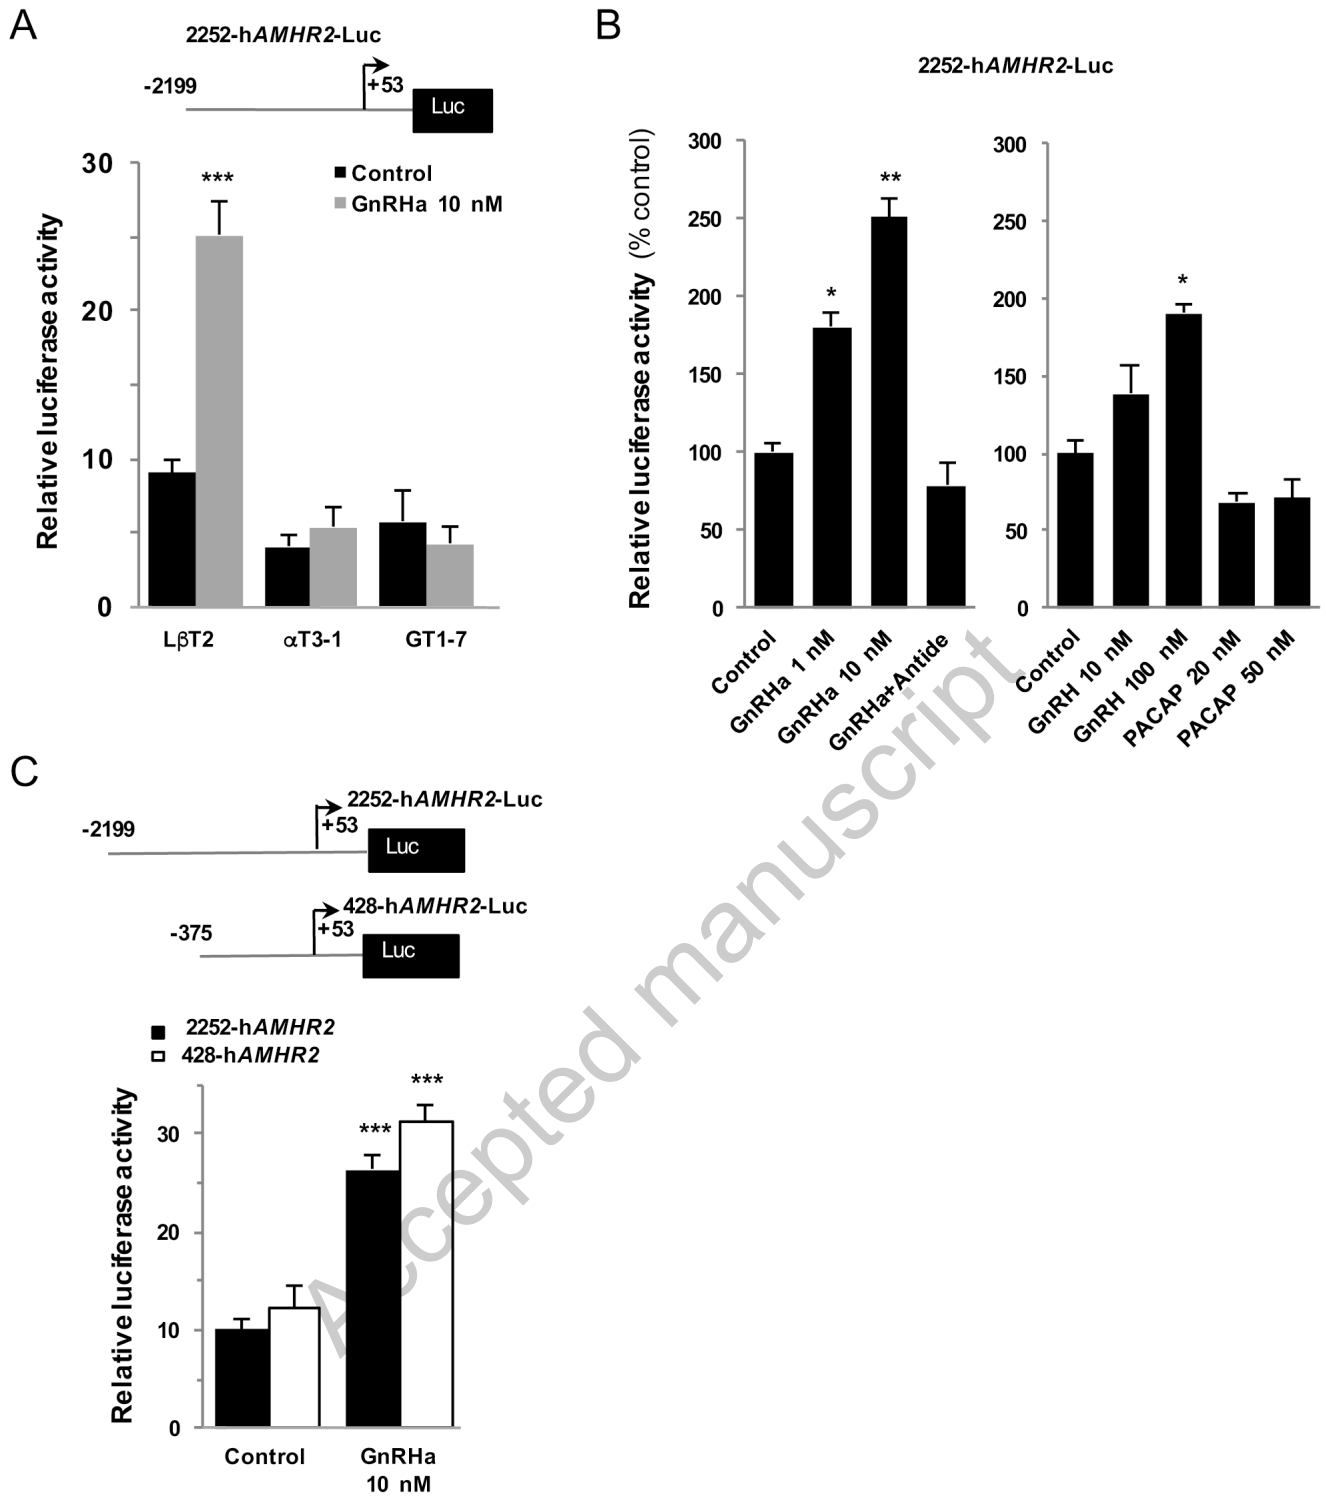 A
2252-hAMHR2-Luc
-2199
+53
Luc
30
20
10
0
Relative luciferase activity
***
Control
GnRHa 10 nM
LβT2
αT3-1
GT1-7
B
2252-hAMHR2-Luc
Relative luciferase activity (% control)
300
250
200
150
100
50
0
*
**
Control
GnRHa 1 nM
GnRHa 10 nM
GnRHa+Antide
300
250
200
150
100
50
0
*
Control
GnRH 10 nM
GnRH 100 nM
PACAP 20 nM
PACAP 50 nM
C
2252-hAMHR2-Luc
-2199
+53
Luc
428-hAMHR2-Luc
-375
+53
Luc
2252-hAMHR2
428-hAMHR2
Relative luciferase activity
30
20
10
0
***
***
Control
GnRHa
10 nM
Accepted manuscript